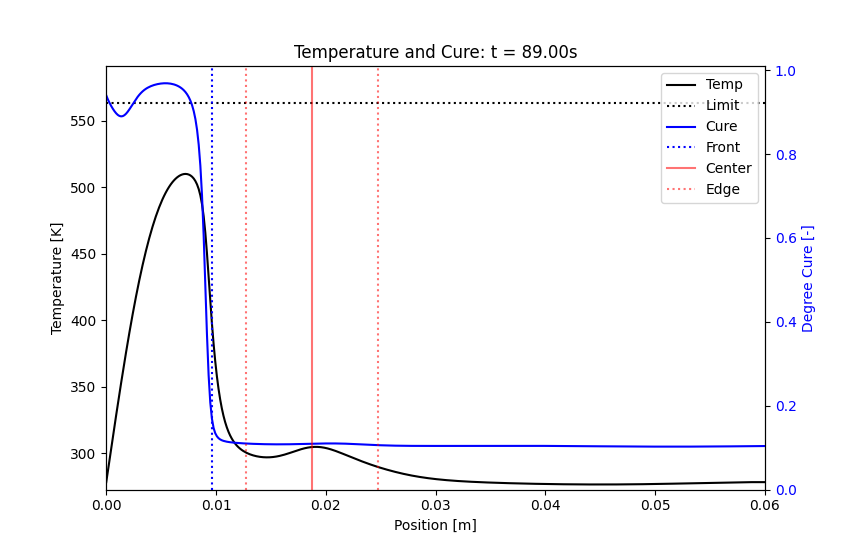 Temperature and Cure: t = 89.00s
Temperature [K]
550
500
450
400
350
300
0.00 0.01 0.02 0.03 0.04 0.05 0.06
Position [m]
1.0
0.8
0.6
0.4
0.2
0.0
Degree Cure [-]
Temp
Limit
Cure
Front
Center
Edge